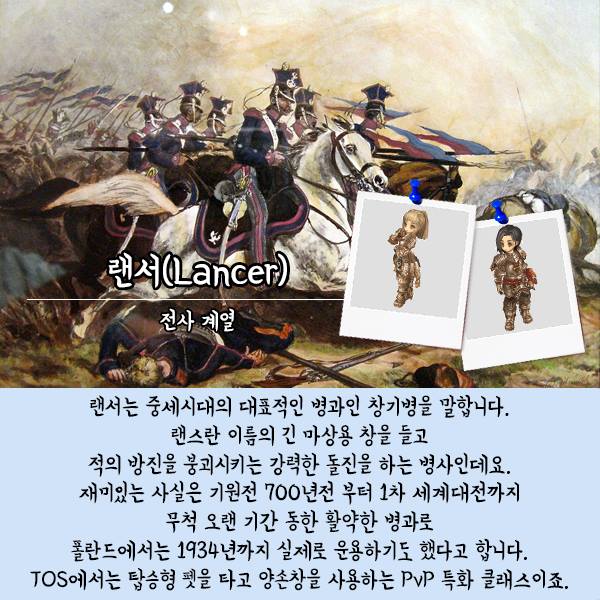 랜서(Lancer)
전사 계열
랜서는 중세시대의 대표적인 병과인 창기병을 말합니다.
랜스란 이름의 긴 마상용 창을 들고
적의 방진을 붕괴시키는 강력한 돌진을 하는 병사인데요.
재미있는 사실은 기원전 700년전 부터 1차 세계대전까지
무척 오랜 기간 동한 활약한 병과로
폴란드에서는 1934년까지 실제로 운용하기도 했다고 합니다.
TOS에서는 탑승형 펫을 타고 양손창을 사용하는 PvP 특화 클래스이죠.